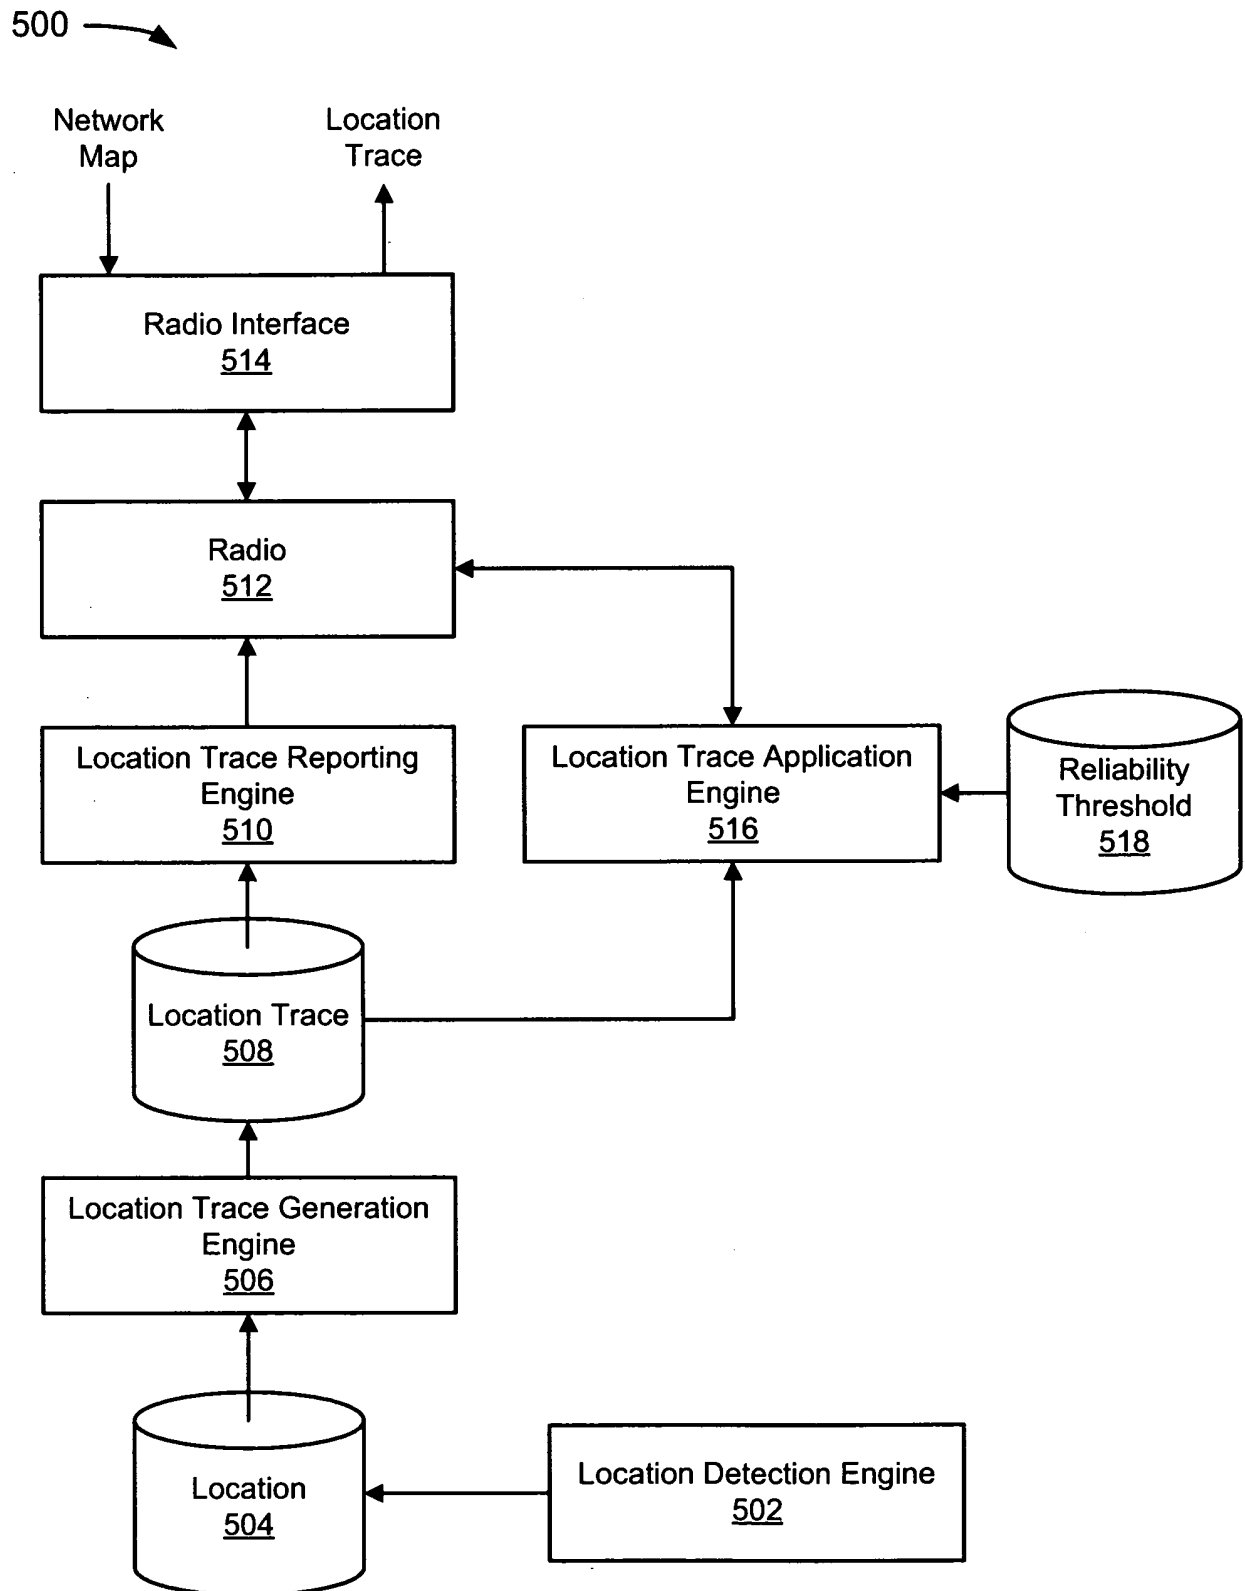 500
Network
Map
Location
Trace
Radio Interface
514
Radio
512
Location Trace Reporting
Engine
510
Location Trace Application
Engine
516
Reliability
Threshold
518
Location Trace
508
Location Trace Generation
Engine
506
Location
504
Location Detection Engine
502